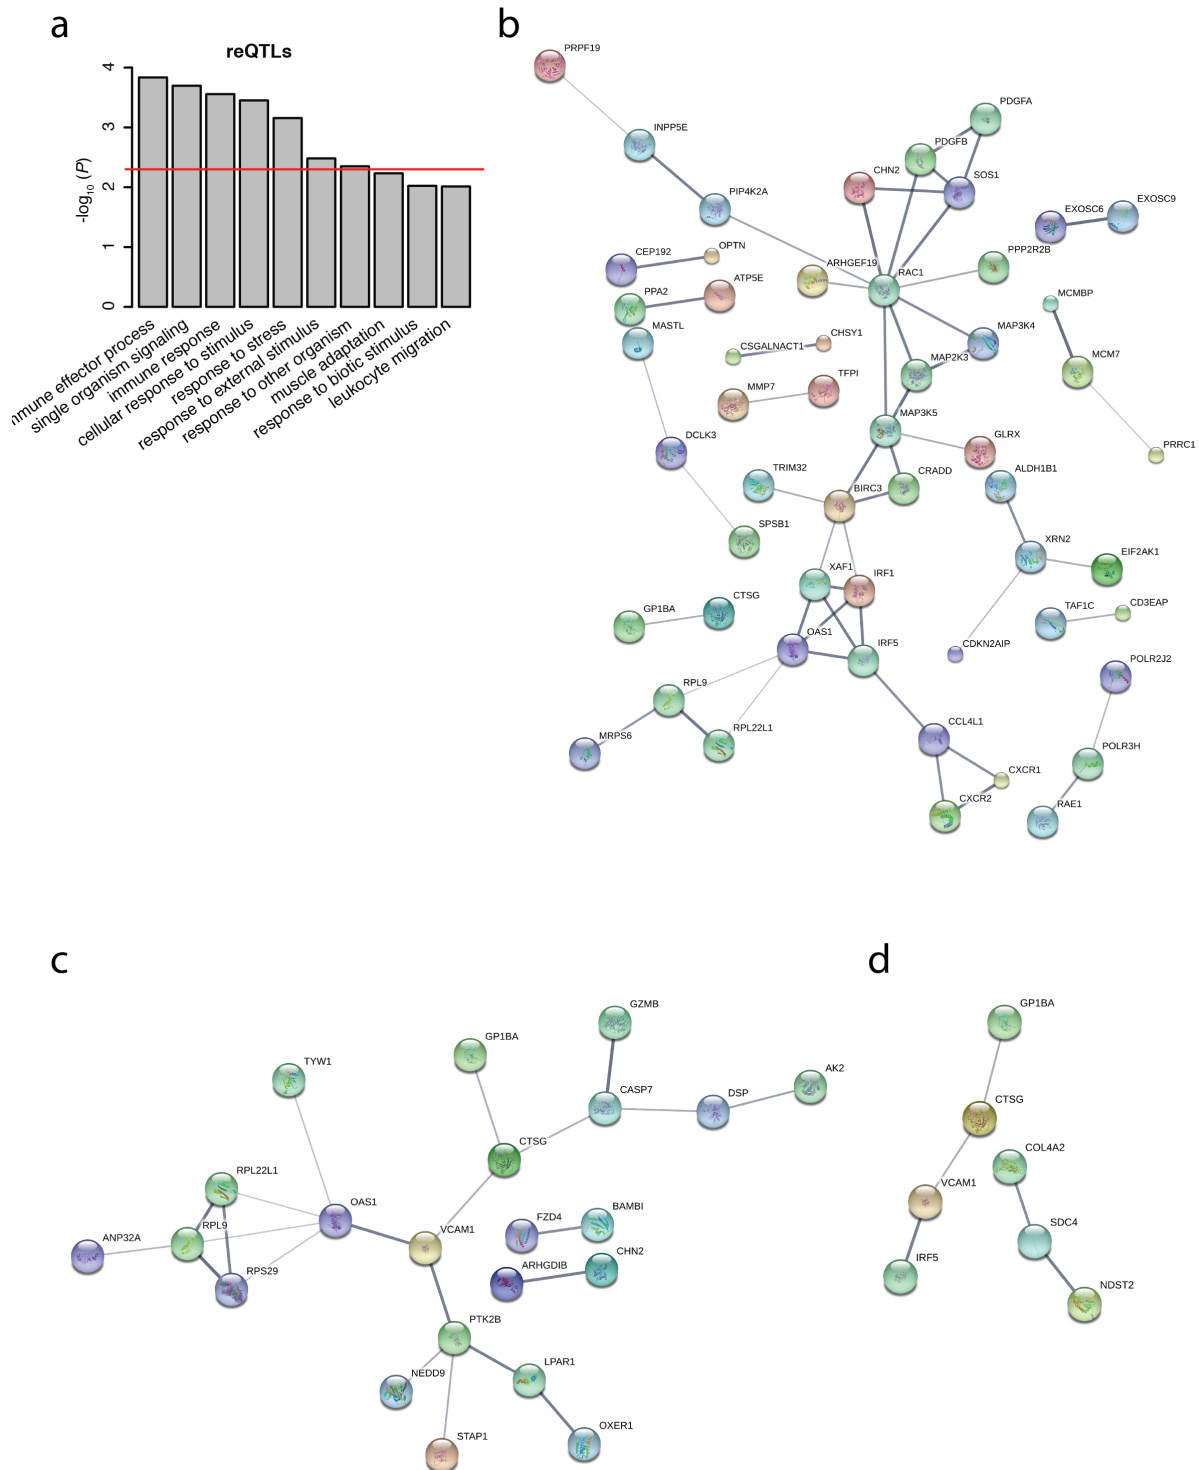 a
reQTLs
-log10 (P)
4
3
2
1
0
mmune effector process
single organism signaling
immune response
cellular response to stimulus
response to stress
response to external stimulus
response to other organism
muscle adaptation
response to biotic stimulus
leukocyte migration
b
PRPF19
INPP5E
PIP4K2A
PDGFA
PDGFB
CHN2
SOS1
EXOSC6
EXOSC9
CEP192
OPTN
ARHGEF19
RAC1
PPP2R2B
PPA2
ATP5E
MASTL
MCMBP
CHSY1
CSGALNACT1
MAP3K4
MAP2K3
MCM7
MMP7
TFPI
MAP3K5
GLRX
PRRC1
DCLK3
TRIM32
BIRC3
CRADD
ALDH1B1
SPSB1
XRN2
EIF2AK1
XAF1
IRF1
GP1BA
CTSG
TAF1C
CD3EAP
OAS1
IRF5
CDKN2AIP
POLR2J2
RPL9
RPL22L1
MRPS6
CCL4L1
POLR3H
CXCR1
CXCR2
RAE1
c
GZMB
GP1BA
TYW1
CASP7
DSP
AK2
CTSG
RPL22L1
OAS1
VCAM1
FZD4
BAMBI
ANP32A
RPL9
RPS29
ARHGDIB
CHN2
PTK2B
NEDD9
LPAR1
STAP1
OXER1
d
GP1BA
CTSG
COL4A2
VCAM1
SDC4
IRF5
NDST2